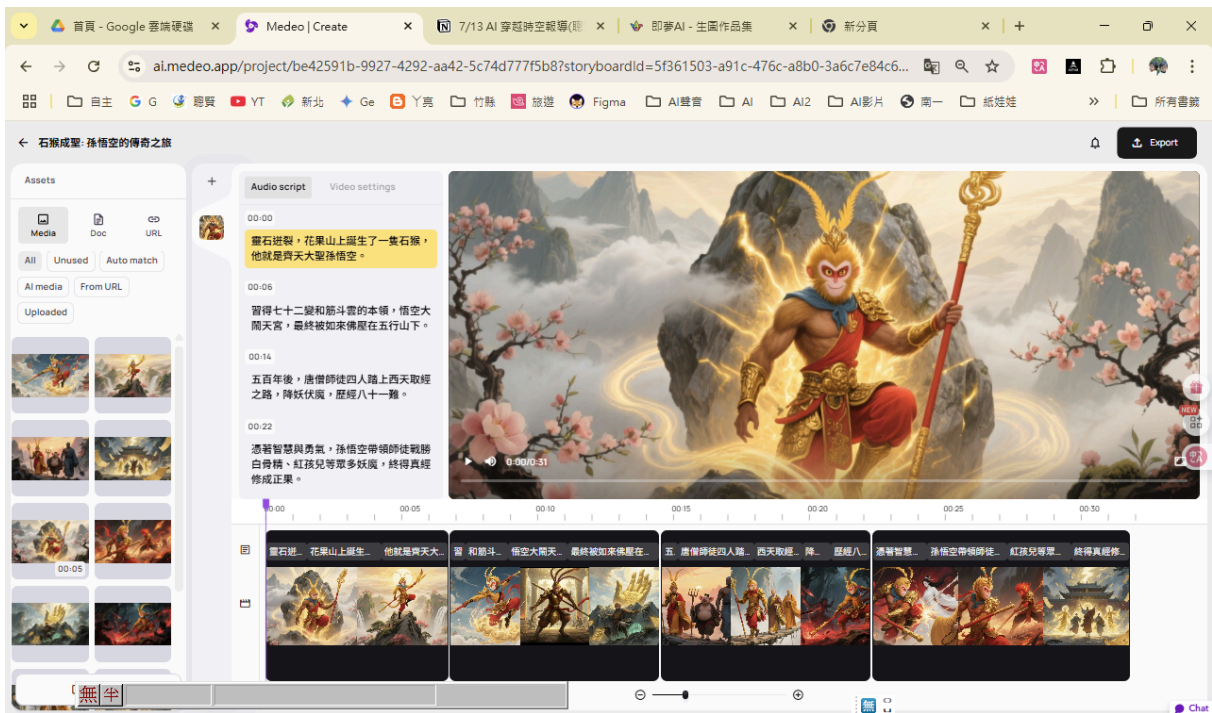 首頁 - Google 雲端硬碟
Medeo | Create
7/13 AI 穿越時空報導(
即夢AI - 生圖作品集
新分頁
ai.medeo.app/project/be42591b-9927-4292-aa42-5c74d777f5b8?storyboardId=5f361503-a91c-476c-a8b0-3a6c7e84c6...
自主
G
聰賢
YT
新北
Ge
丫亮
竹縣
旅遊
Figma
AI聲音
AI
AI2
AI影片
南一
紙娃娃
所有書籤
石猴成聖: 孫悟空的傳奇之旅
Export
Assets
Media
Doc
URL
All
Unused
Auto match
AI media
From URL
Uploaded
00:05
Audio script
Video settings
00:00
靈石迸裂，花果山上誕生了一隻石猴，
他就是齊天大聖孫悟空。
00:06
習得七十二變和筋斗雲的本領，悟空大
鬧天宮，最終被如來佛壓在五行山下。
00:14
五百年後，唐僧師徒四人踏上西天取經
之路，降妖伏魔，歷經八十一難。
00:22
憑著智慧與勇氣，孫悟空帶領師徒戰勝
白骨精、紅孩兒等眾多妖魔，終得真經
修成正果。
0:00/0:31
NEW
00:00
00:05
00:10
00:15
00:20
00:25
00:30
靈石迸...
花果山上誕生...
他就是齊天大...
習
和筋斗...
悟空大鬧天...
最終被如來佛壓在...
五
唐僧師徒四人踏...
西天取經...
降...
歷經八...
憑著智慧...
孫悟空帶領師徒...
紅孩兒等眾...
終得真經修...
無
半
無
Chat